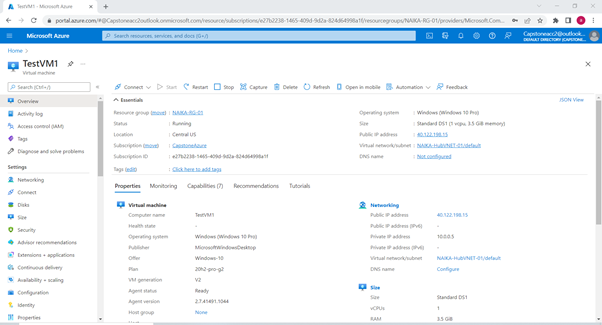 TestVM1 - Microsoft Azure
portal.azure.com/#@Capstoneacc2outlook.onmicrosoft.com/resource/subscriptions/e27b2238-1465-409d-9d2a-824d64998a1f/resourcegroups/NAIKA-RG-01/providers/Microsoft.Com...
Microsoft Azure
Search resources, services, and docs (G+/)
Capstoneacc2@outlook....
DEFAULT DIRECTORY (CAPSTONE...
Home >
TestVM1
Virtual machine
Search (Ctrl+/)
Connect
Start
Restart
Stop
Capture
Delete
Refresh
Open in mobile
Automation
Feedback
Overview
Activity log
Access control (IAM)
Tags
Diagnose and solve problems
Settings
Networking
Connect
Disks
Size
Security
Advisor recommendations
Extensions + applications
Continuous delivery
Availability + scaling
Configuration
Identity
Properties
Essentials
JSON View
Resource group (move) : NAIKA-RG-01
Status : Running
Location : Central US
Subscription (move) : CapstoneAzure
Subscription ID : e27b2238-1465-409d-9d2a-824d64998a1f
Tags (edit) : Click here to add tags
Operating system : Windows (Windows 10 Pro)
Size : Standard DS1 (1 vcpu, 3.5 GiB memory)
Public IP address : 40.122.198.15
Virtual network/subnet : NAIKA-HubVNET-01/default
DNS name : Not configured
Properties Monitoring Capabilities (7) Recommendations Tutorials
Virtual machine
Computer name TestVM1
Health state -
Operating system Windows (Windows 10 Pro)
Publisher MicrosoftWindowsDesktop
Offer Windows-10
Plan 20h2-pro-g2
VM generation V2
Agent status Ready
Agent version 2.7.41491.1044
Host group None
Networking
Public IP address 40.122.198.15
Public IP address (IPv6) -
Private IP address 10.0.0.5
Private IP address (IPv6) -
Virtual network/subnet NAIKA-HubVNET-01/default
DNS name Configure
Size
Size Standard DS1
vCPUs 1
RAM 3.5 GiB